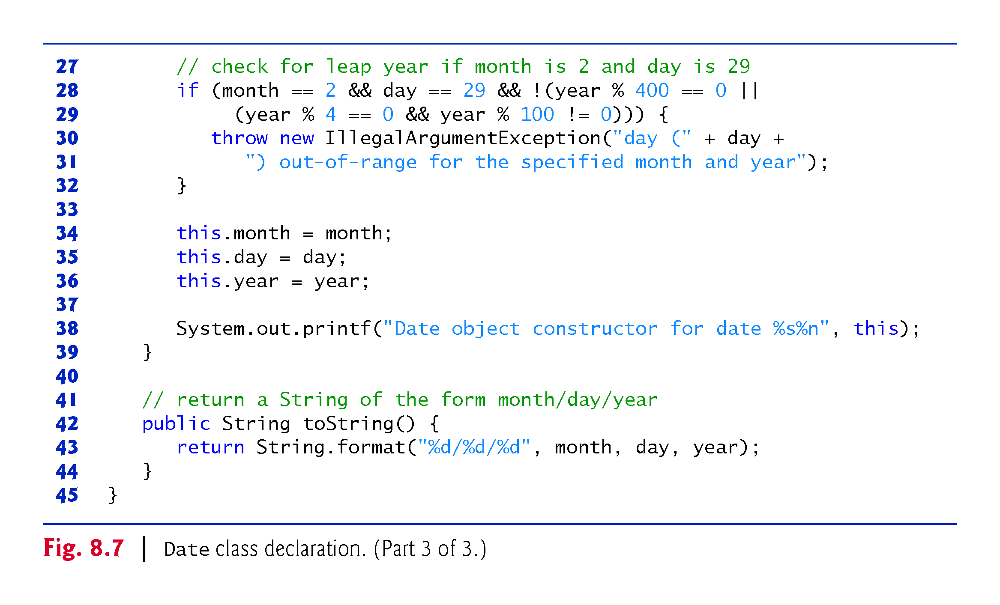 27 // check for leap year if month is 2 and day is 29
28 if (month == 2 && day == 29 && !(year % 400 == 0 ||
29 (year % 4 == 0 && year % 100 != 0))) {
30 throw new IllegalArgumentException("day (" + day +
31 ") out-of-range for the specified month and year");
32 }
33
34 this.month = month;
35 this.day = day;
36 this.year = year;
37
38 System.out.printf("Date object constructor for date %s%n", this);
39 }
40
41 // return a String of the form month/day/year
42 public String toString() {
43 return String.format("%d/%d/%d", month, day, year);
44 }
45 }
Fig. 8.7 | Date class declaration. (Part 3 of 3.)